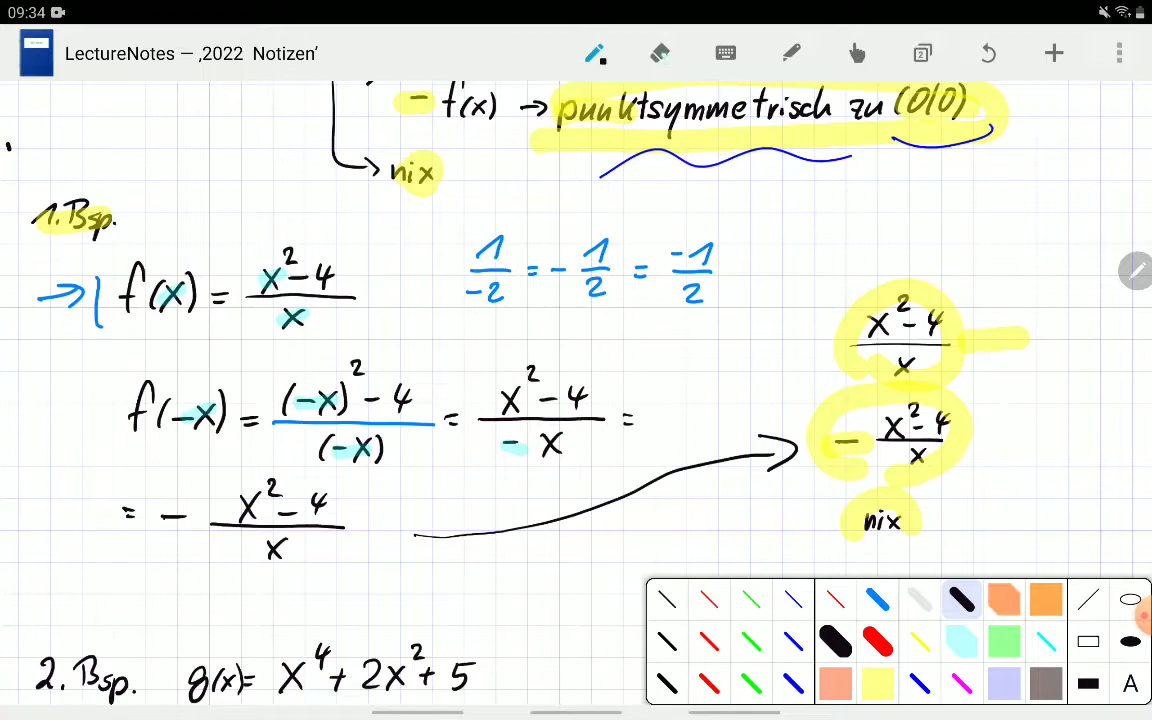 09:34
LectureNotes — ‚2022 Notizen'
2
- f(x) → punktsymmetrisch zu (0|0)
→ nix
1. Bsp.
→ | f(x) = (x² - 4)/x
1/-2 = - 1/2 = -1/2
(x² - 4)/x
f(-x) = ((-x)² - 4)/(-x) = (x² - 4)/(-x) =
- (x² - 4)/x
= - (x² - 4)/x
nix
2. Bsp. g(x) = x⁴ + 2x² + 5
A